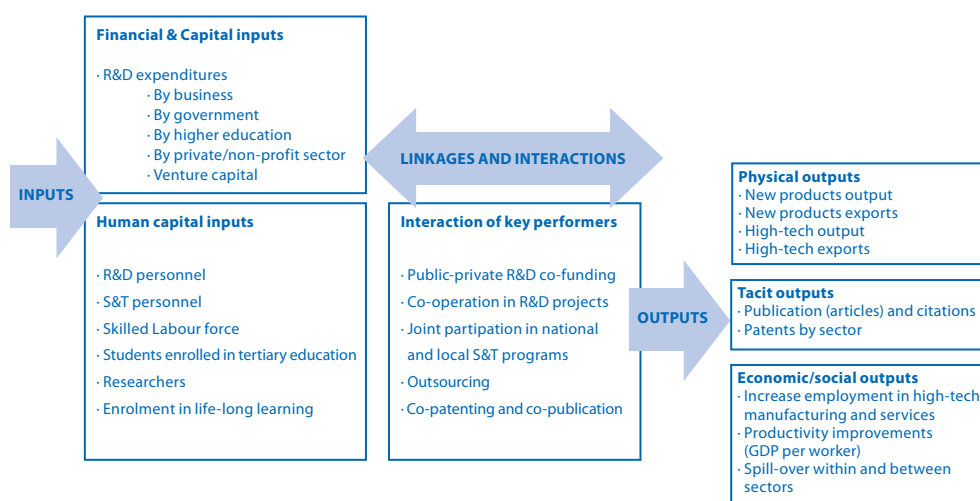 INPUTS
Financial & Capital inputs
· R&D expenditures
· By business
· By government
· By higher education
· By private/non-profit sector
· Venture capital
Human capital inputs
· R&D personnel
· S&T personnel
· Skilled Labour force
· Students enrolled in tertiary education
· Researchers
· Enrolment in life-long learning
LINKAGES AND INTERACTIONS
Interaction of key performers
· Public-private R&D co-funding
· Co-operation in R&D projects
· Joint partipation in national
and local S&T programs
· Outsourcing
· Co-patenting and co-publication
OUTPUTS
Physical outputs
· New products output
· New products exports
· High-tech output
· High-tech exports
Tacit outputs
· Publication (articles) and citations
· Patents by sector
Economic/social outputs
· Increase employment in high-tech
manufacturing and services
· Productivity improvements
(GDP per worker)
· Spill-over within and between
sectors